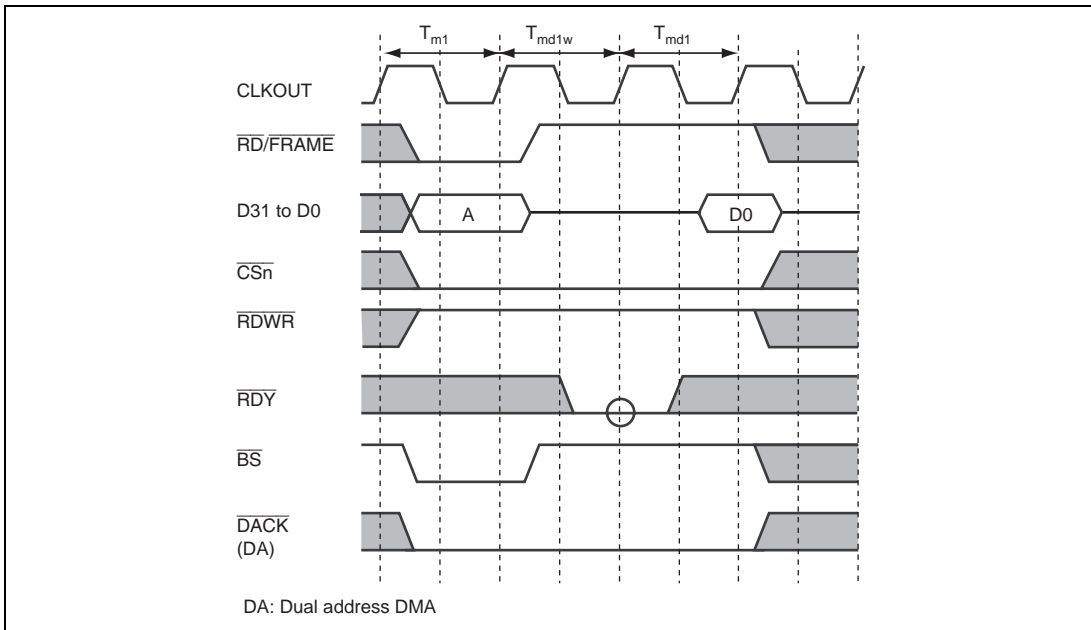 Tm1 Tmd1w Tmd1
CLKOUT
RD/FRAME
D31 to D0
A
D0
CSn
RDWR
RDY
BS
DACK
(DA)
DA: Dual address DMA